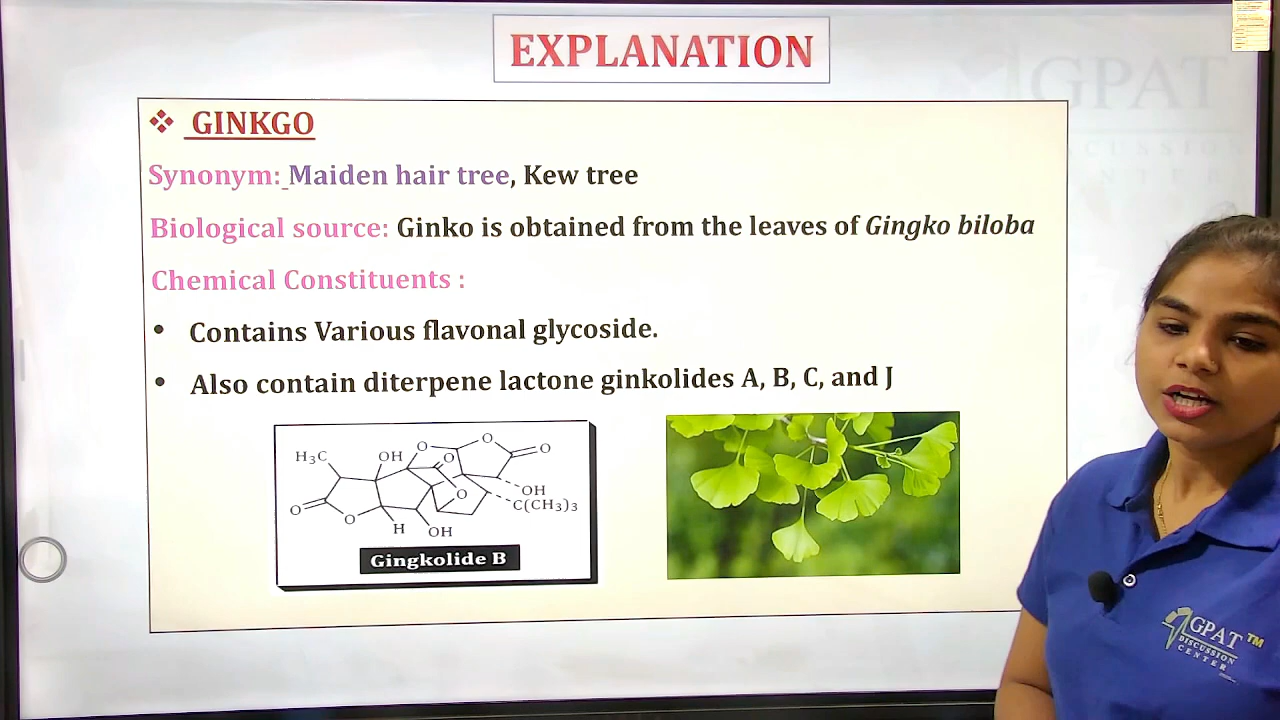 EXPLANATION
GPAT
❖ GINKGO
Synonym: Maiden hair tree, Kew tree
Biological source: Ginko is obtained from the leaves of Gingko biloba
Chemical Constituents :
• Contains Various flavonal glycoside.
• Also contain diterpene lactone ginkolides A, B, C, and J
H₃C
OH
O
O
O
O
O
OH
C(CH₃)₃
O
O
H
OH
Gingkolide B
GPAT TM
DISCUSSION
CENTER